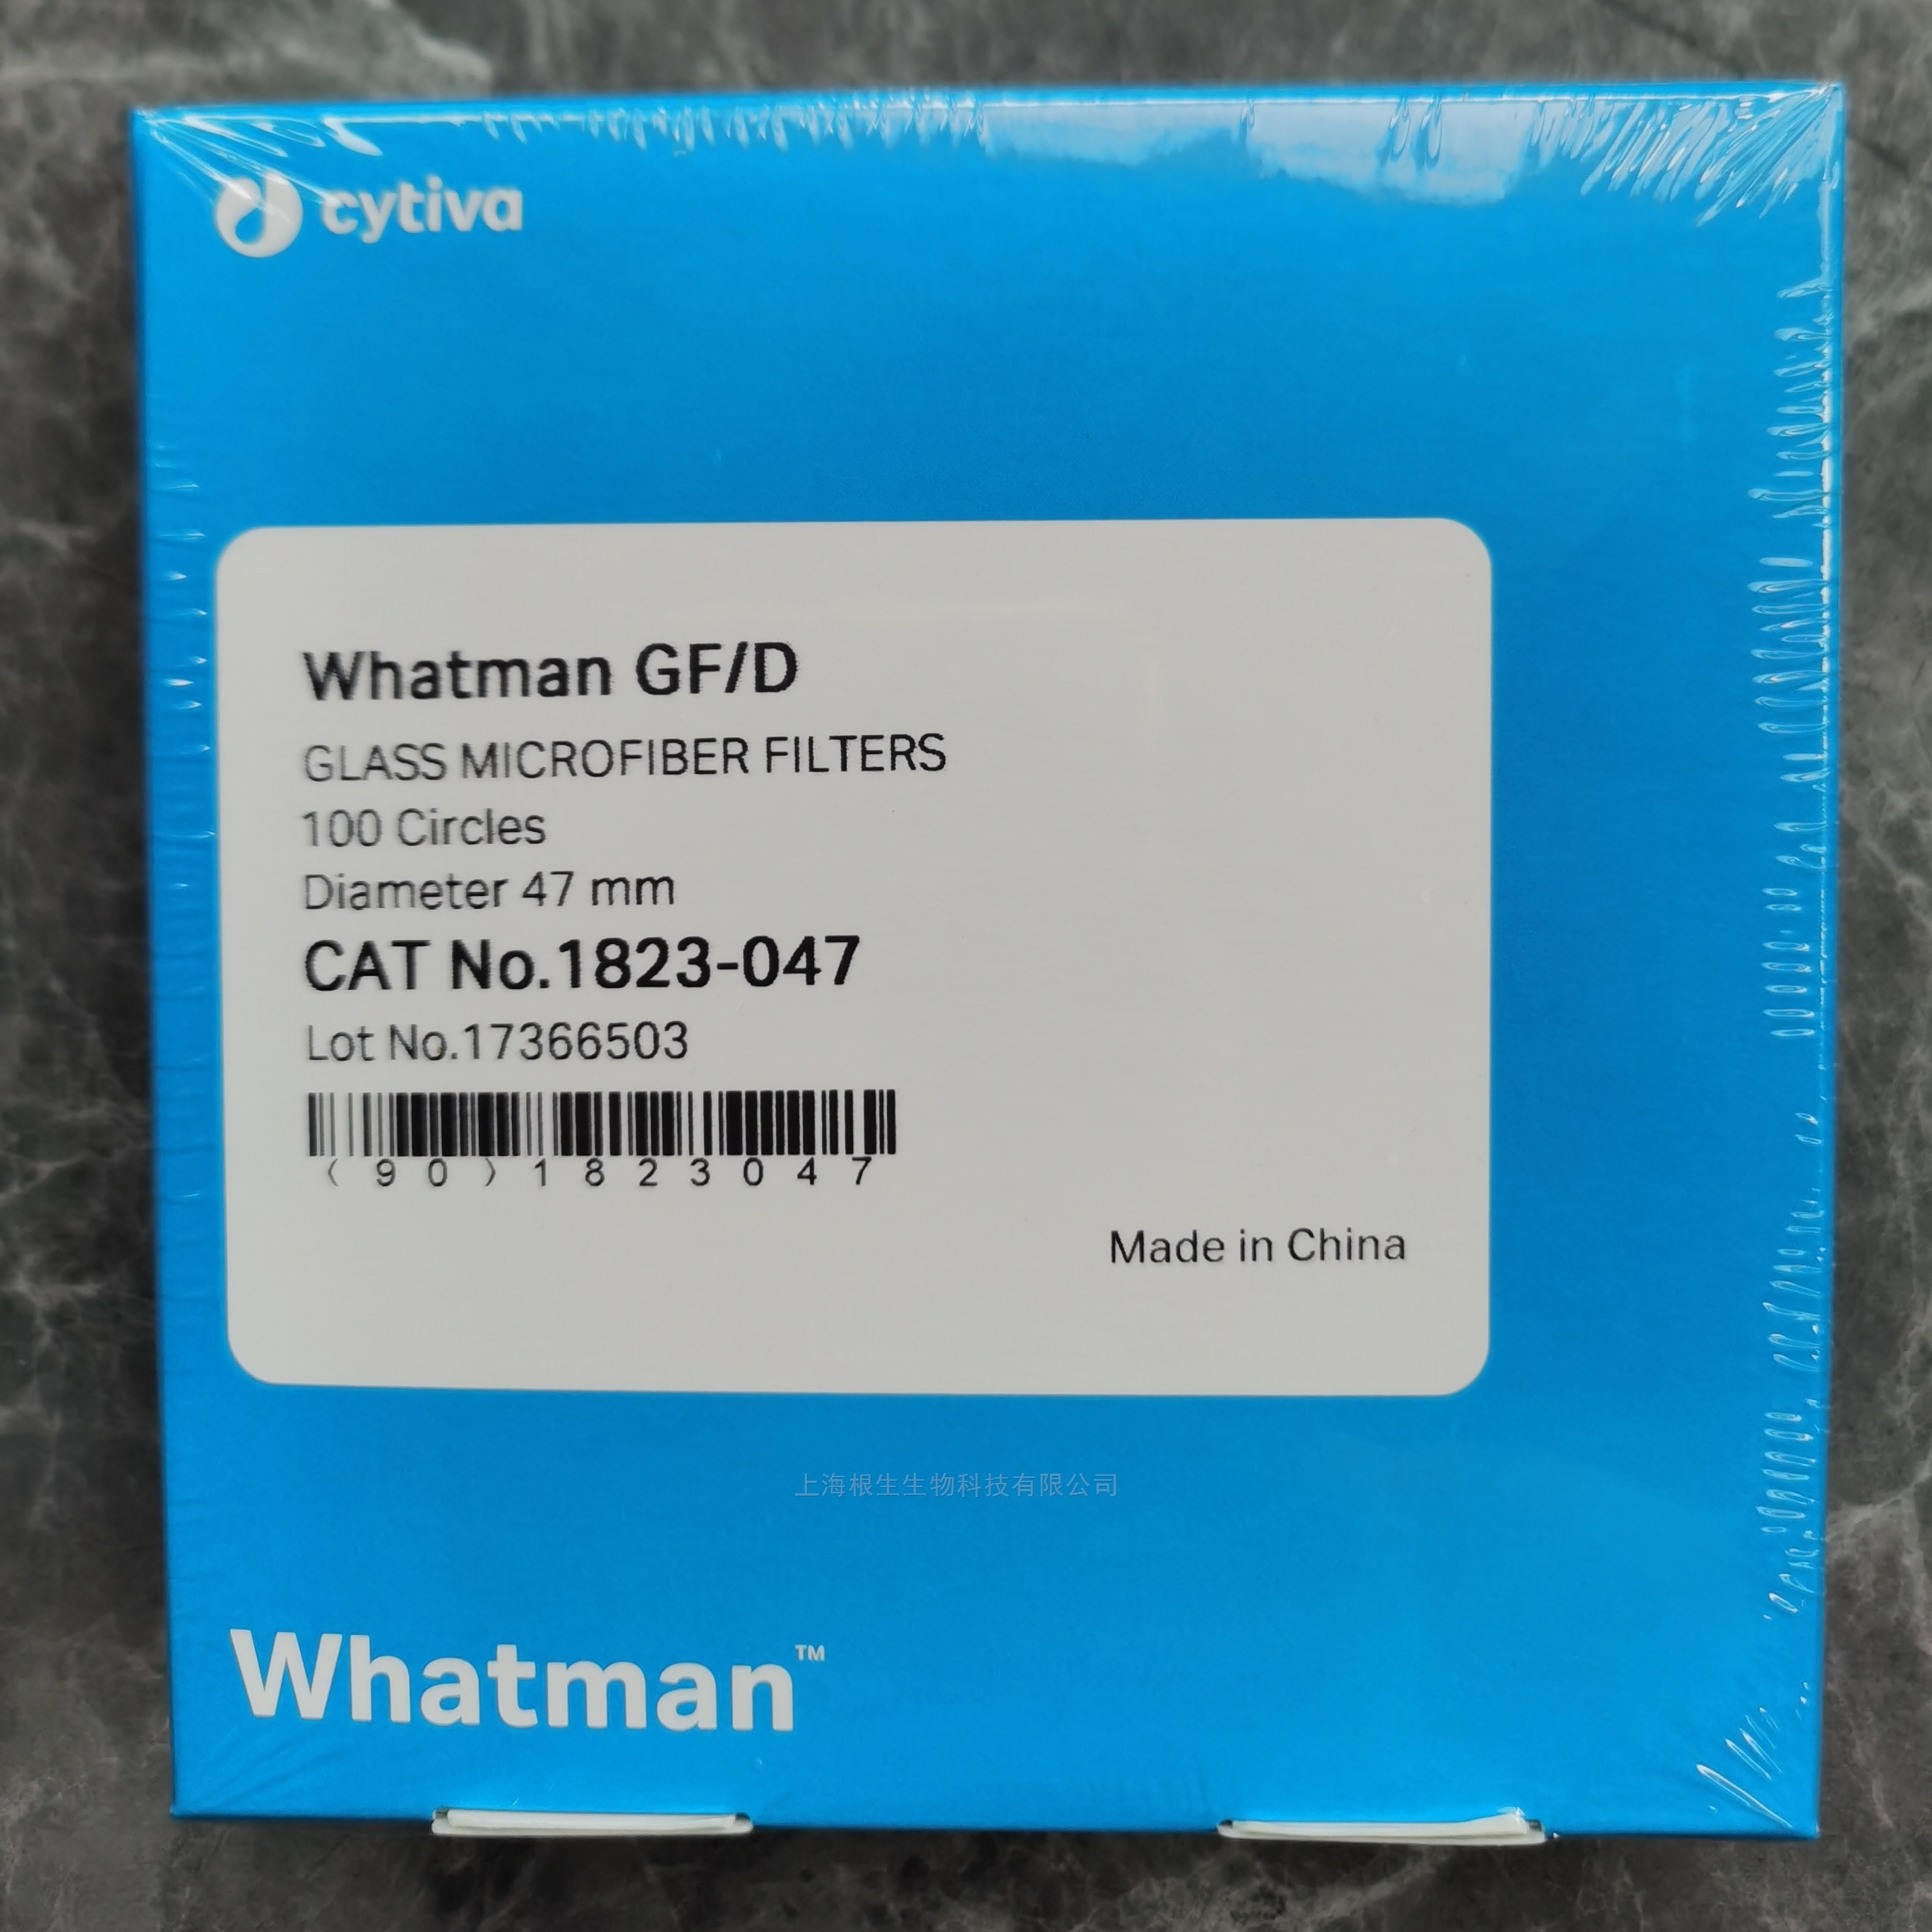 cytiva
Whatman GF/D
GLASS MICROFIBER FILTERS
100 Circles
Diameter 47 mm
CAT No.1823-047
Lot No.17366503
(90)1823047
Made in China
上海根生生物科技有限公司
Whatman™